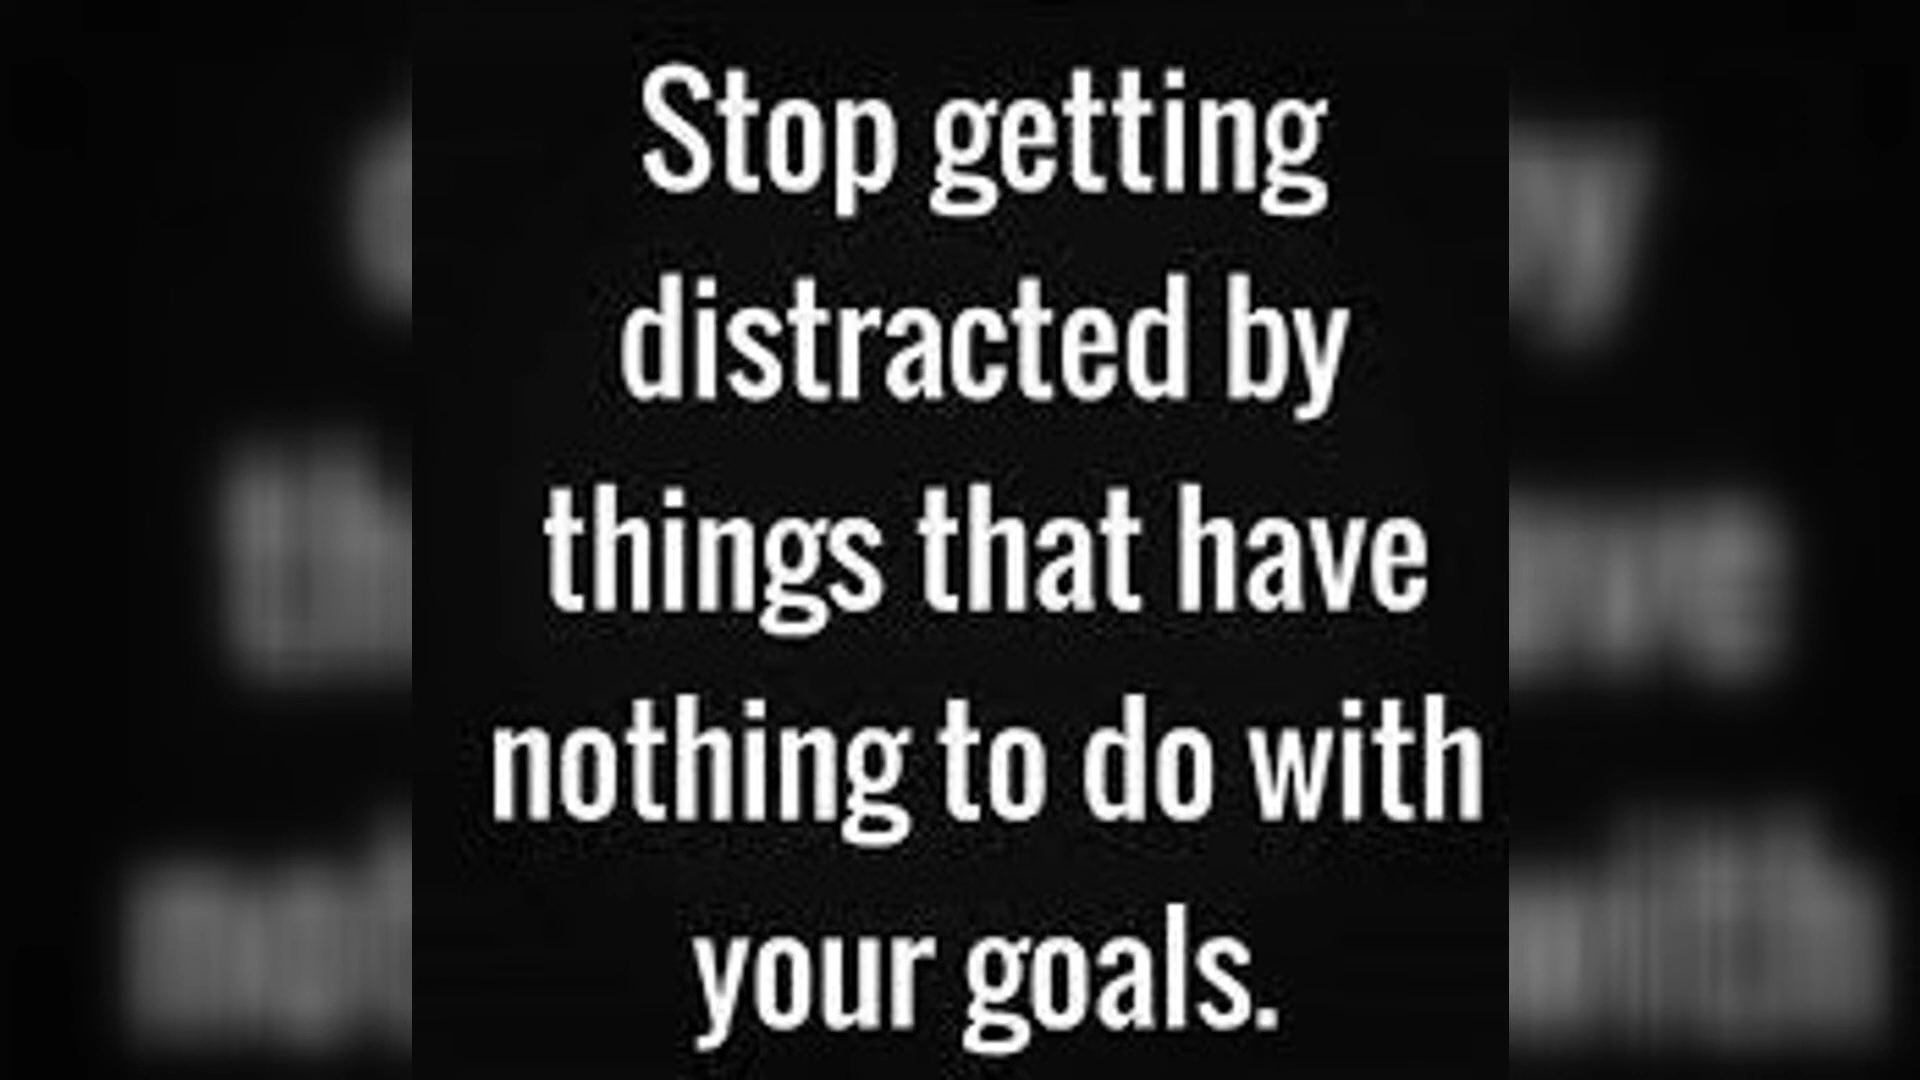 Stop getting
distracted by
things that have
nothing to do with
your goals.